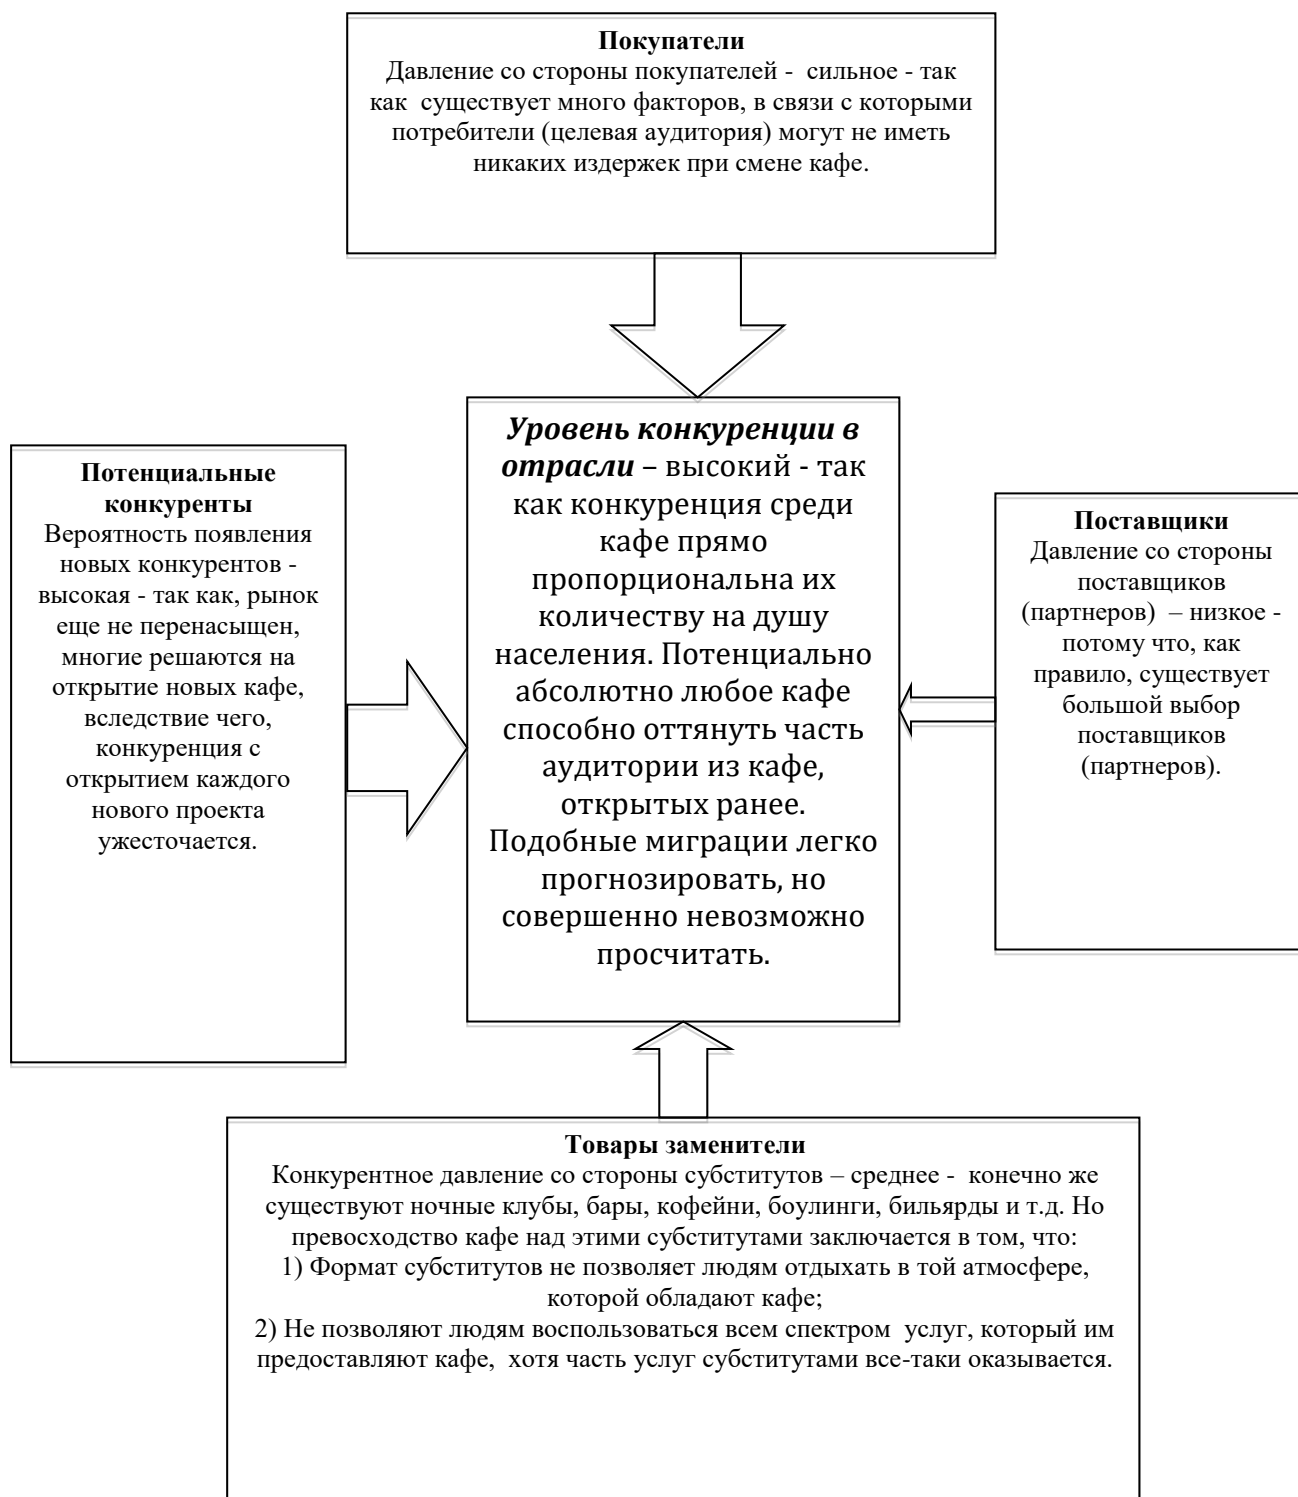 Покупатели
Давление со стороны покупателей - сильное - так
как существует много факторов, в связи с которыми
потребители (целевая аудитория) могут не иметь
никаких издержек при смене кафе.
Потенциальные
конкуренты
Вероятность появления
новых конкурентов -
высокая - так как, рынок
еще не перенасыщен,
многие решаются на
открытие новых кафе,
вследствие чего,
конкуренция с
открытием каждого
нового проекта
ужесточается.
Уровень конкуренции в
отрасли – высокий - так
как конкуренция среди
кафе прямо
пропорциональна их
количеству на душу
населения. Потенциально
абсолютно любое кафе
способно оттянуть часть
аудитории из кафе,
открытых ранее.
Подобные миграции легко
прогнозировать, но
совершенно невозможно
просчитать.
Поставщики
Давление со стороны
поставщиков
(партнеров) – низкое -
потому что, как
правило, существует
большой выбор
поставщиков
(партнеров).
Товары заменители
Конкурентное давление со стороны субститутов – среднее - конечно же
существуют ночные клубы, бары, кофейни, боулинги, бильярды и т.д. Но
превосходство кафе над этими субститутами заключается в том, что:
1) Формат субститутов не позволяет людям отдыхать в той атмосфере,
которой обладают кафе;
2) Не позволяют людям воспользоваться всем спектром услуг, который им
предоставляют кафе, хотя часть услуг субститутами все-таки оказывается.